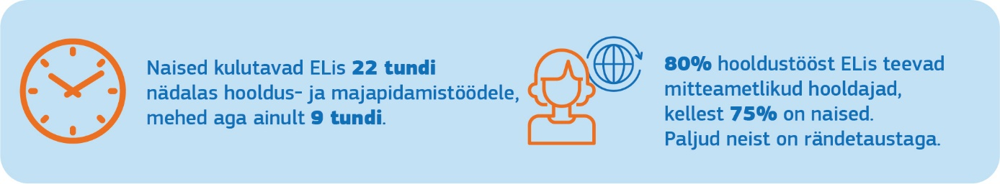 Naised kulutavad ELis 22 tundi
nädalas hooldus- ja majapidamistöödele,
mehed aga ainult 9 tundi.
80% hooldustööst ELis teevad
mitteametlikud hooldajad,
kellest 75% on naised.
Paljud neist on rändetaustaga.